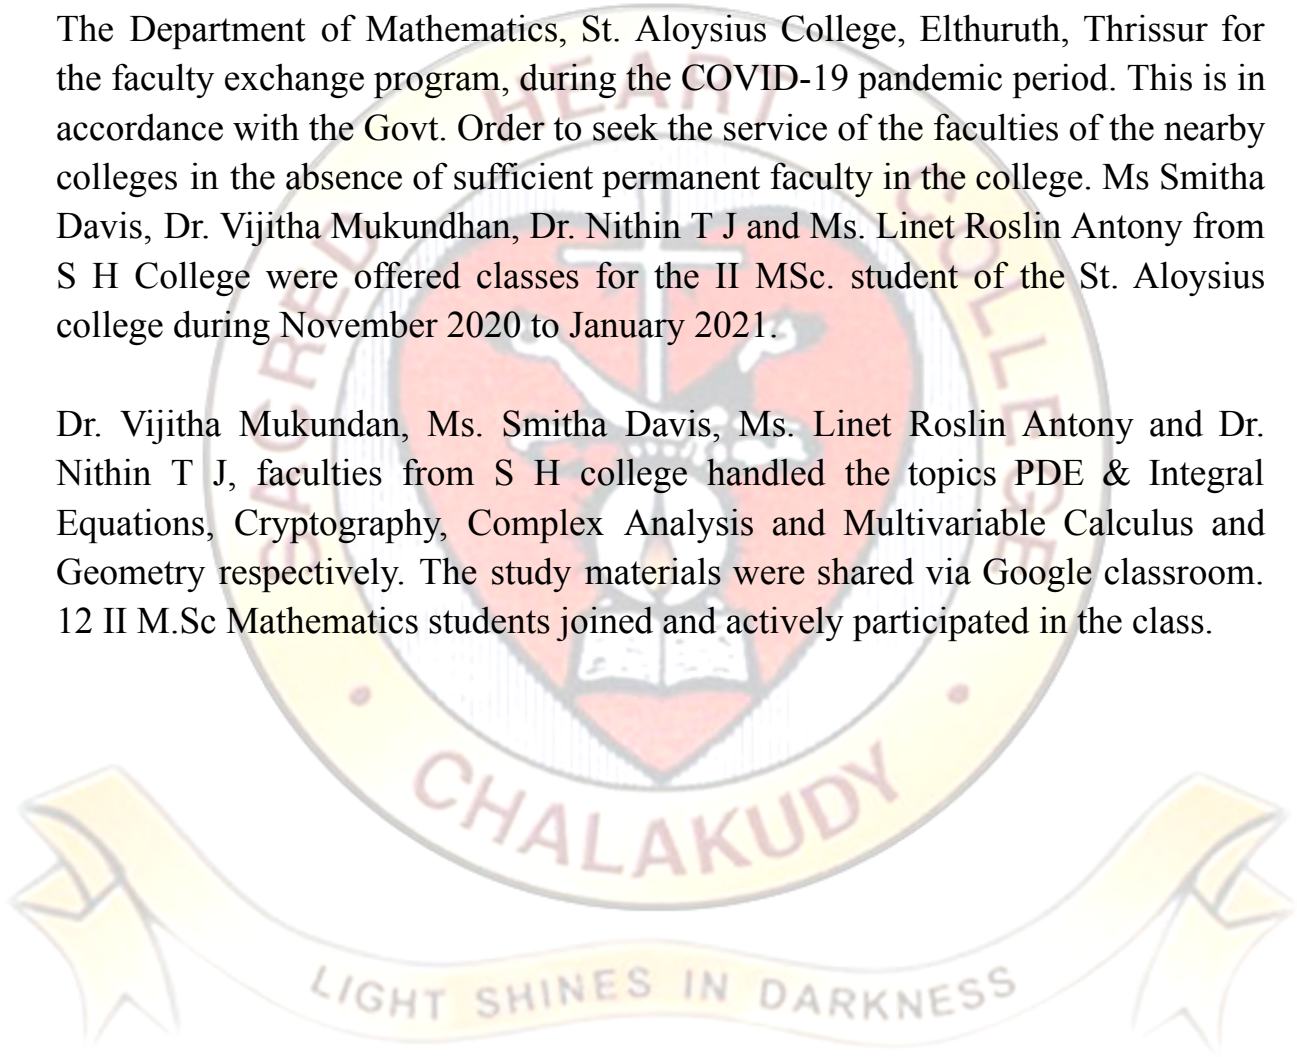 The Department of Mathematics, St. Aloysius College, Elthuruth, Thrissur for
the faculty exchange program, during the COVID-19 pandemic period. This is in
accordance with the Govt. Order to seek the service of the faculties of the nearby
colleges in the absence of sufficient permanent faculty in the college. Ms Smitha
Davis, Dr. Vijitha Mukundhan, Dr. Nithin T J and Ms. Linet Roslin Antony from
S H College were offered classes for the II MSc. student of the St. Aloysius
college during November 2020 to January 2021.
Dr. Vijitha Mukundan, Ms. Smitha Davis, Ms. Linet Roslin Antony and Dr.
Nithin T J, faculties from S H college handled the topics PDE & Integral
Equations, Cryptography, Complex Analysis and Multivariable Calculus and
Geometry respectively. The study materials were shared via Google classroom.
12 II M.Sc Mathematics students joined and actively participated in the class.
SACRED HEART COLLEGE
CHALAKUDY
LIGHT SHINES IN DARKNESS